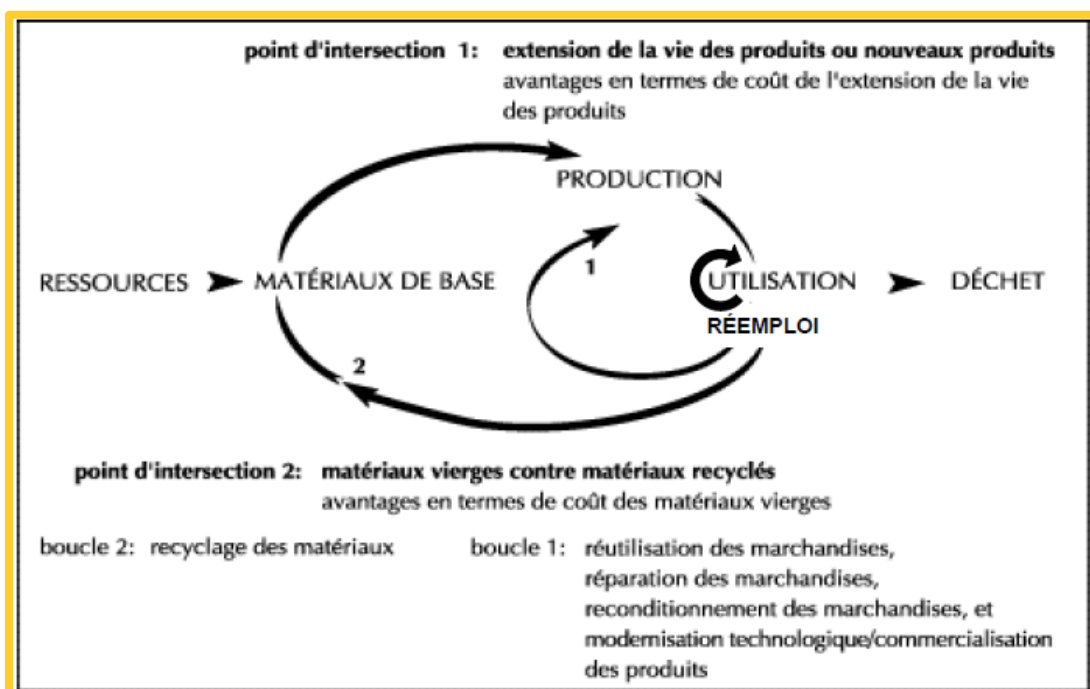 point d'intersection 1: extension de la vie des produits ou nouveaux produits
avantages en termes de coût de l'extension de la vie
des produits
PRODUCTION
1
RESSOURCES MATÉRIAUX DE BASE UTILISATION DÉCHET
RÉEMPLOI
2
point d'intersection 2: matériaux vierges contre matériaux recyclés
avantages en termes de coût des matériaux vierges
boucle 2: recyclage des matériaux
boucle 1: réutilisation des marchandises,
réparation des marchandises,
reconditionnement des marchandises, et
modernisation technologique/commercialisation
des produits